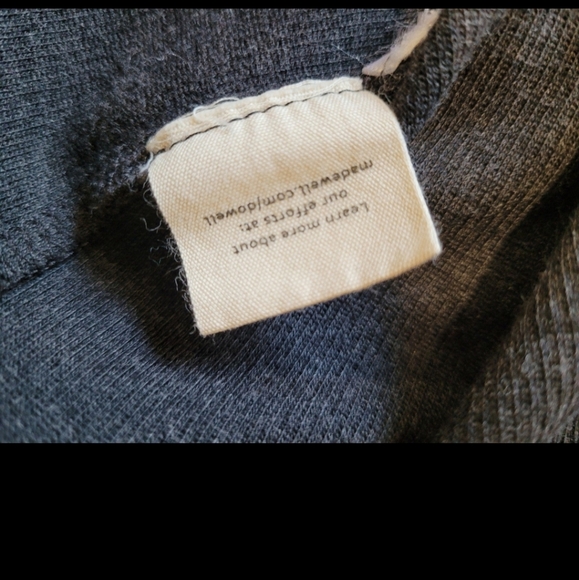 Learn more about
our efforts at:
madewell.com/dowell